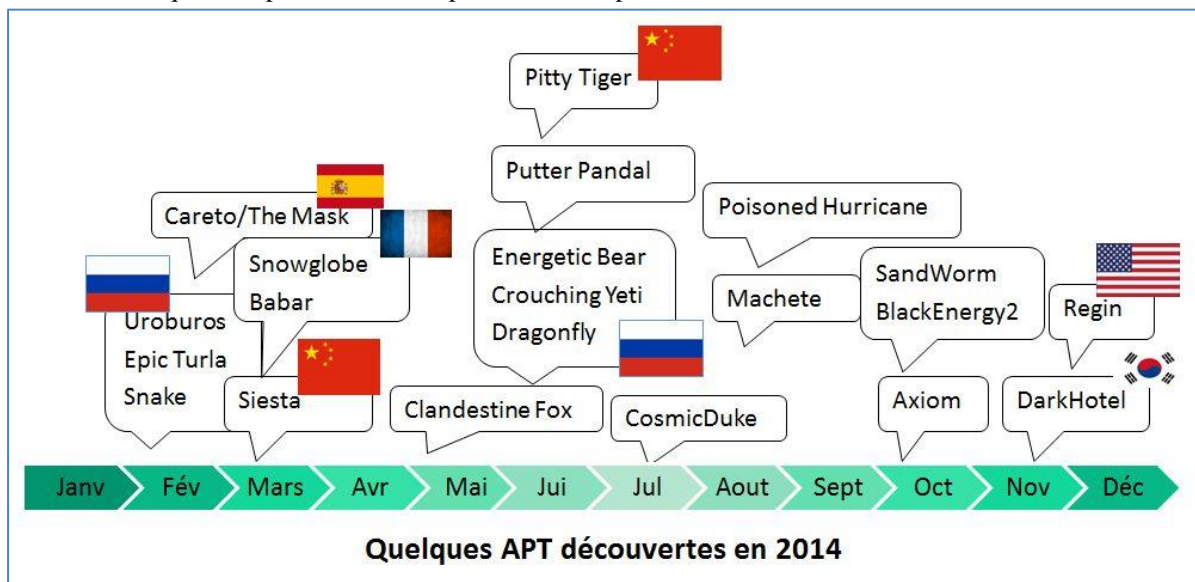 Pitty Tiger
Putter Pandal
Careto/The Mask
Poisoned Hurricane
Snowglobe
Babar
Energetic Bear
Crouching Yeti
Dragonfly
SandWorm
BlackEnergy2
Machete
Regin
Uroburos
Epic Turla
Snake
Siesta
Clandestine Fox
CosmicDuke
Axiom
DarkHotel
Janv
Fév
Mars
Avr
Mai
Jui
Jul
Aout
Sept
Oct
Nov
Déc
Quelques APT découvertes en 2014